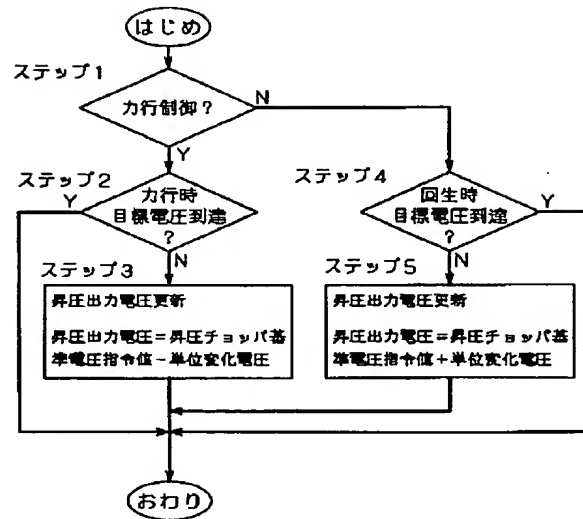 はじめ
ステップ1
力行制御?
N
Y
ステップ2
Y
力行時
目標電圧到達
?
N
ステップ4
回生時
目標電圧到達
?
Y
N
ステップ3
昇圧出力電圧更新
昇圧出力電圧=昇圧チョッパ基
準電圧指令値-単位変化電圧
ステップ5
昇圧出力電圧更新
昇圧出力電圧=昇圧チョッパ基
準電圧指令値+単位変化電圧
おわり